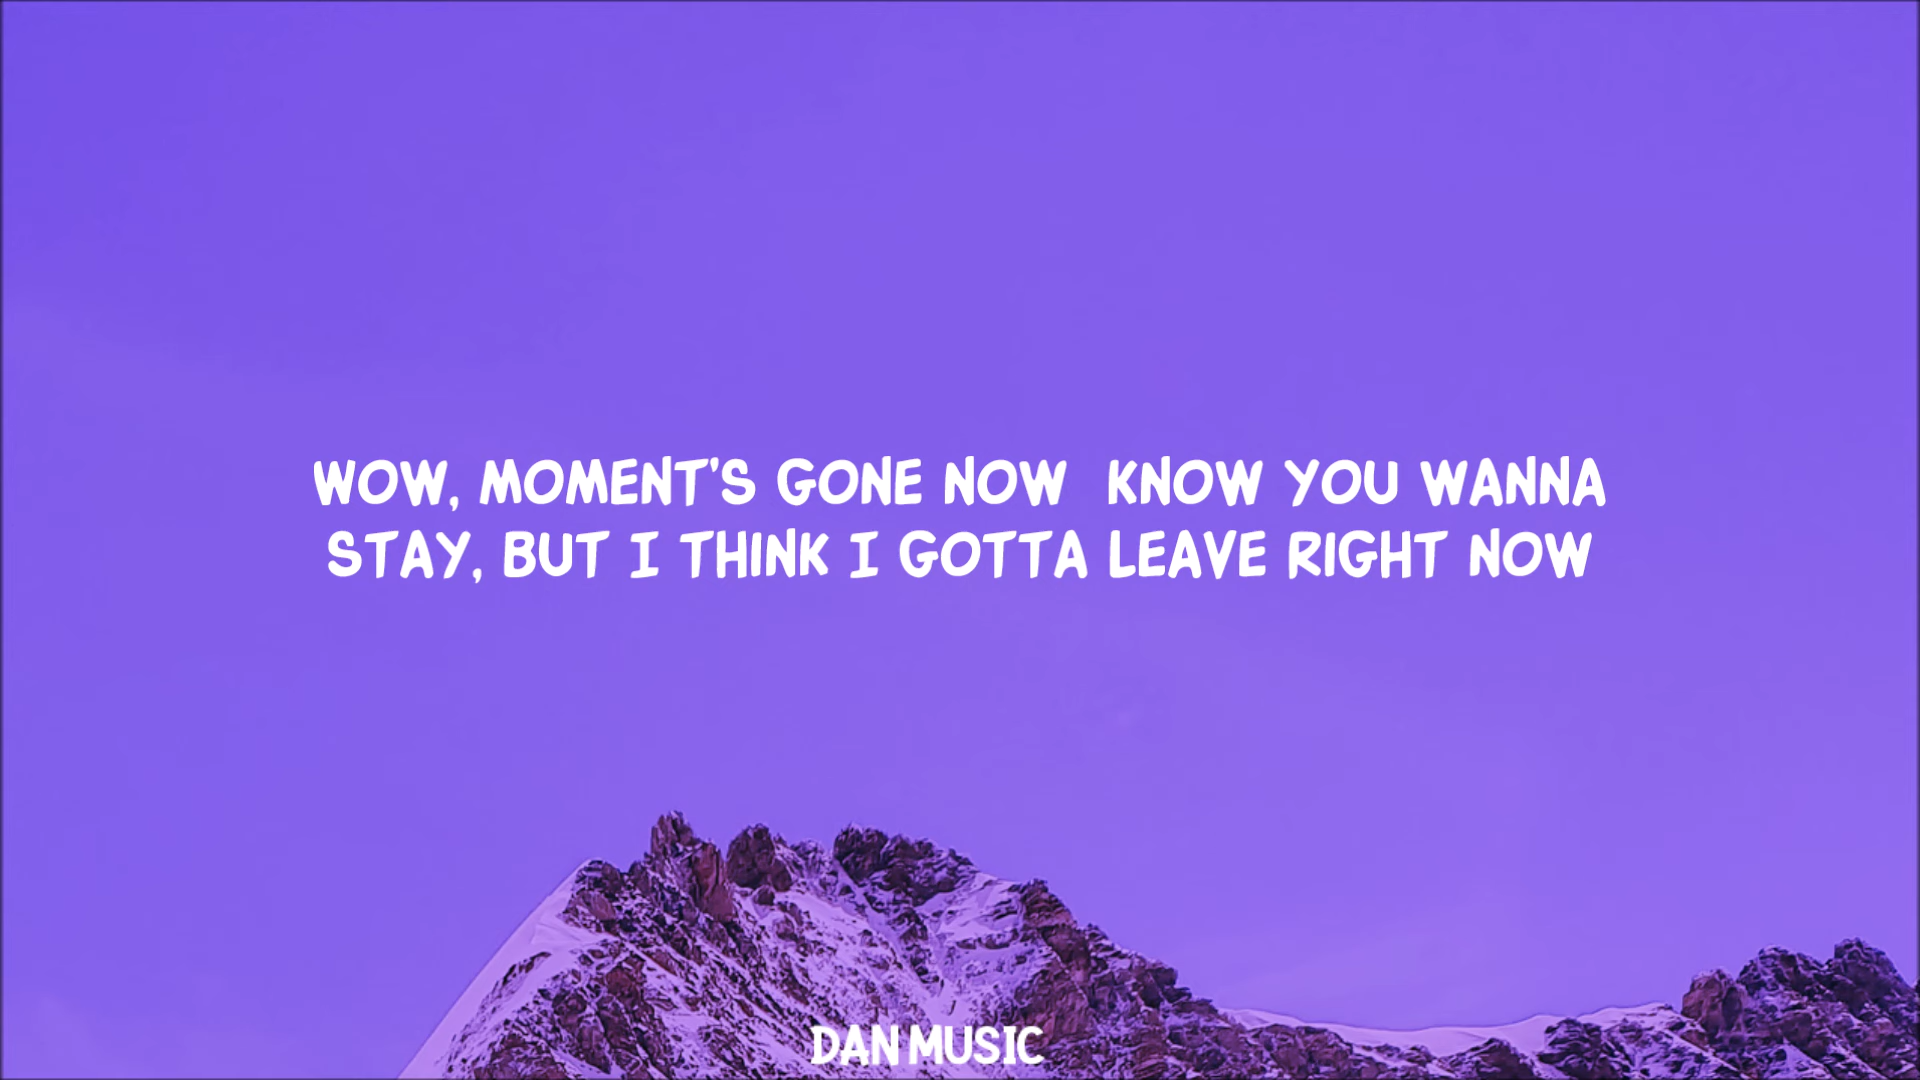 WOW, MOMENT'S GONE NOW  KNOW YOU WANNA
STAY, BUT I THINK I GOTTA LEAVE RIGHT NOW
DAN MUSIC